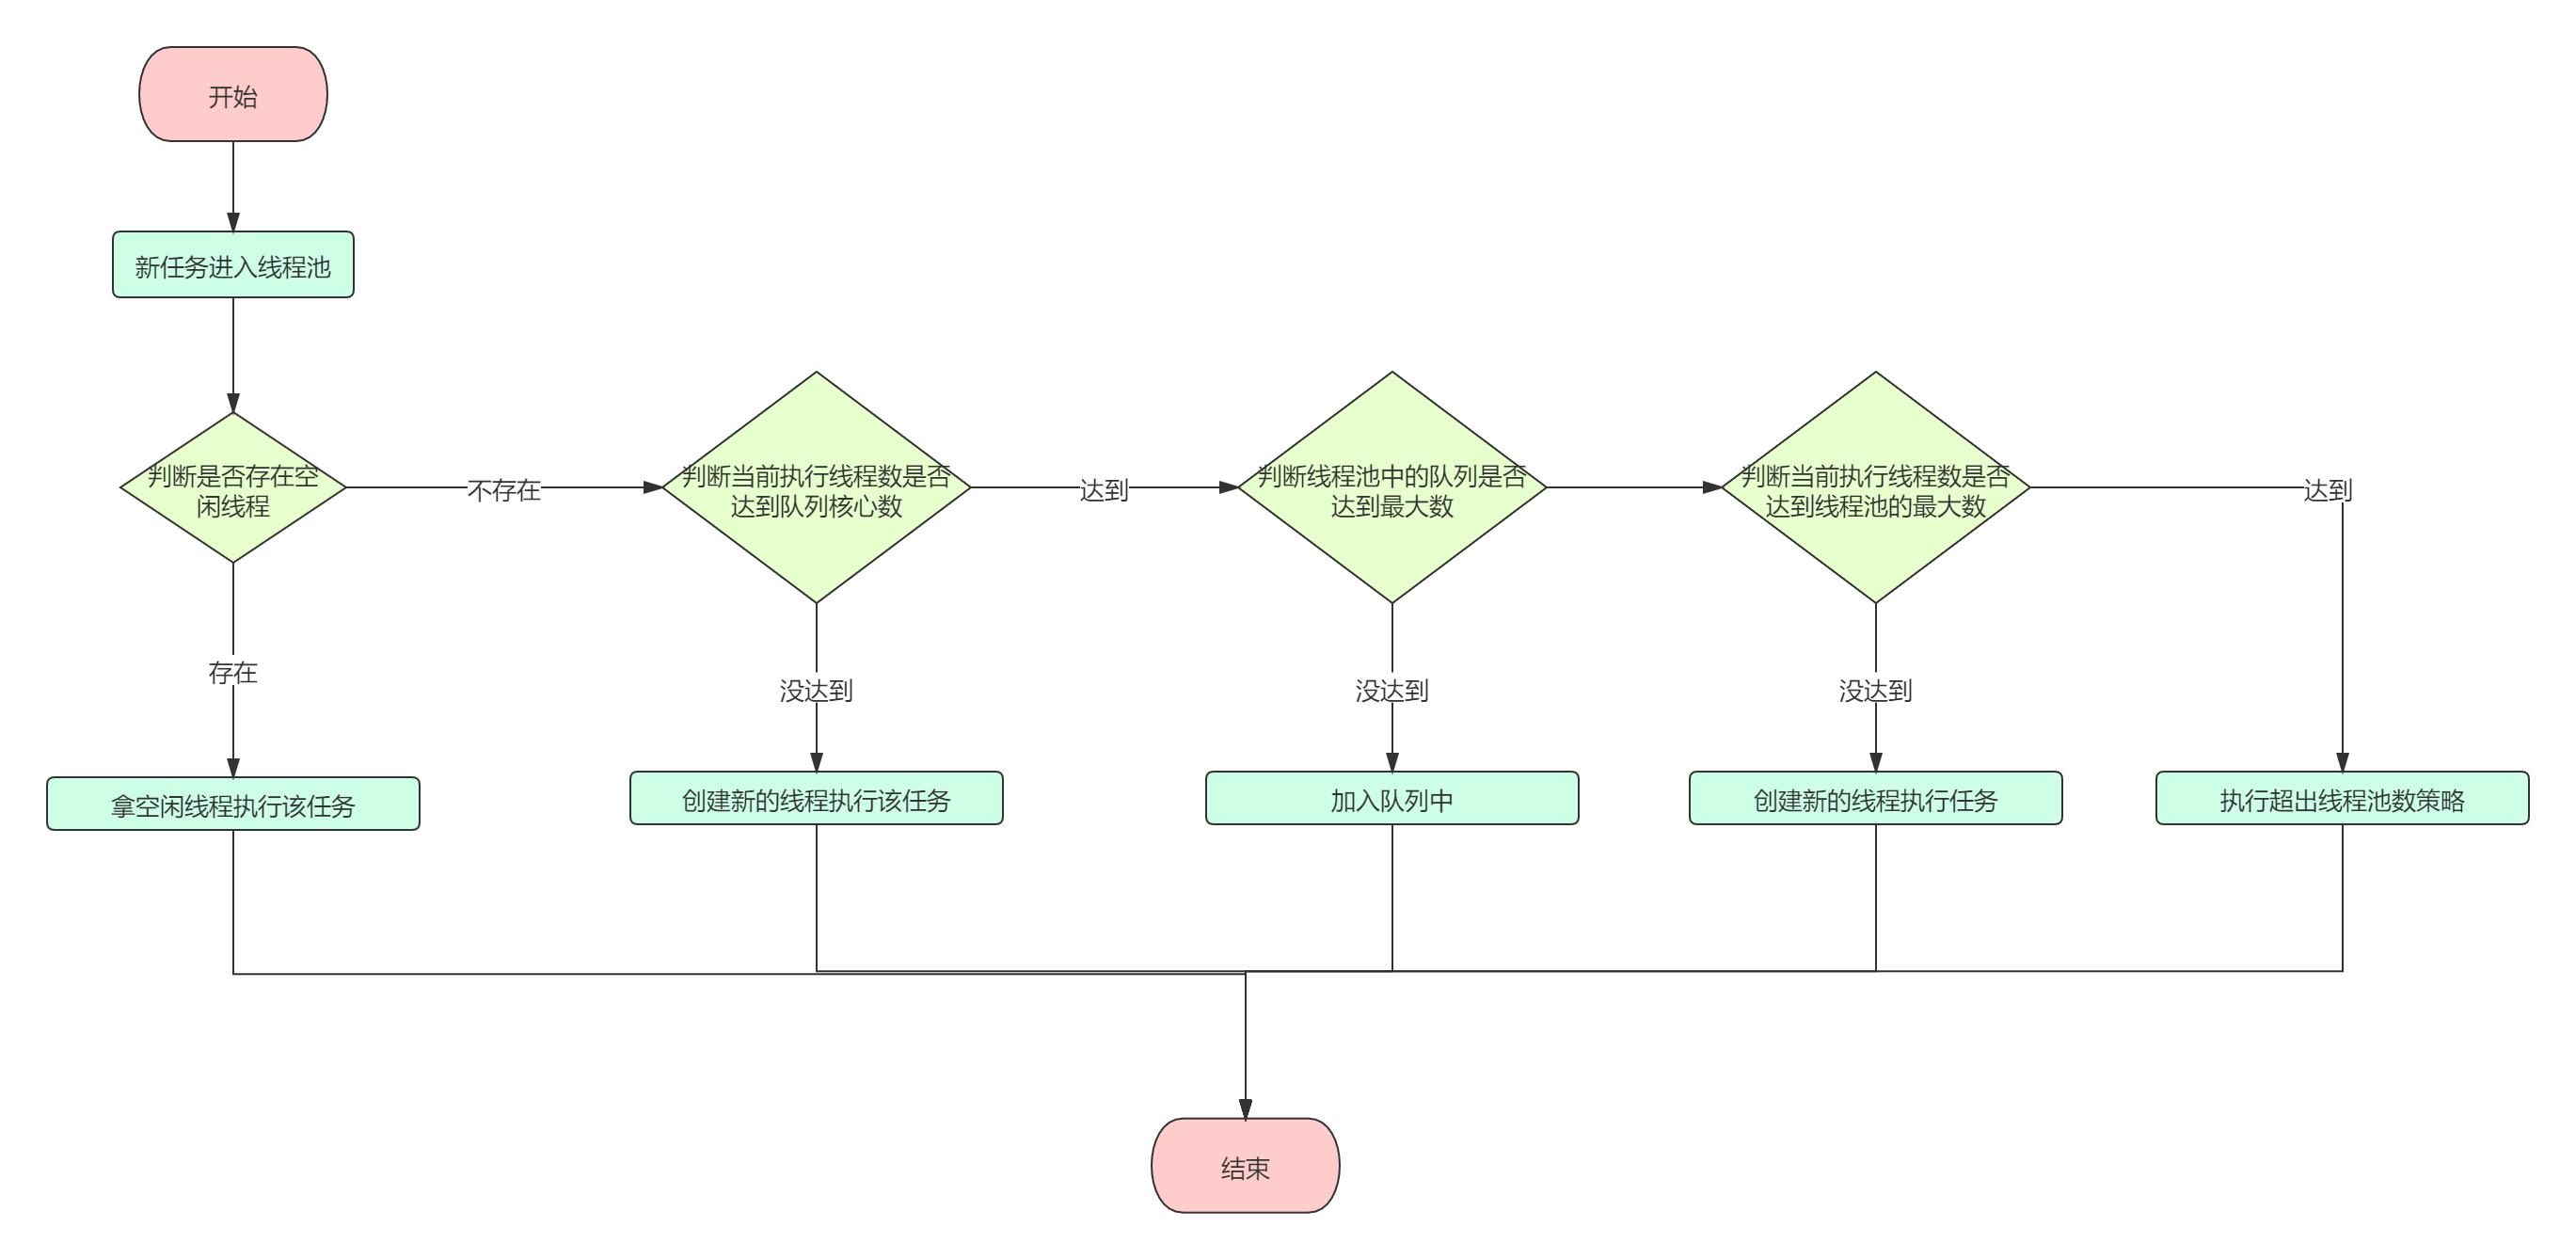 开始
新任务进入线程池
判断是否存在空
闲线程
不存在
判断当前执行线程数是否
达到队列核心数
达到
判断线程池中的队列是否
达到最大数
判断当前执行线程数是否
达到线程池的最大数
达到
存在
没达到
没达到
没达到
拿空闲线程执行该任务
创建新的线程执行该任务
加入队列中
创建新的线程执行任务
执行超出线程池数策略
结束